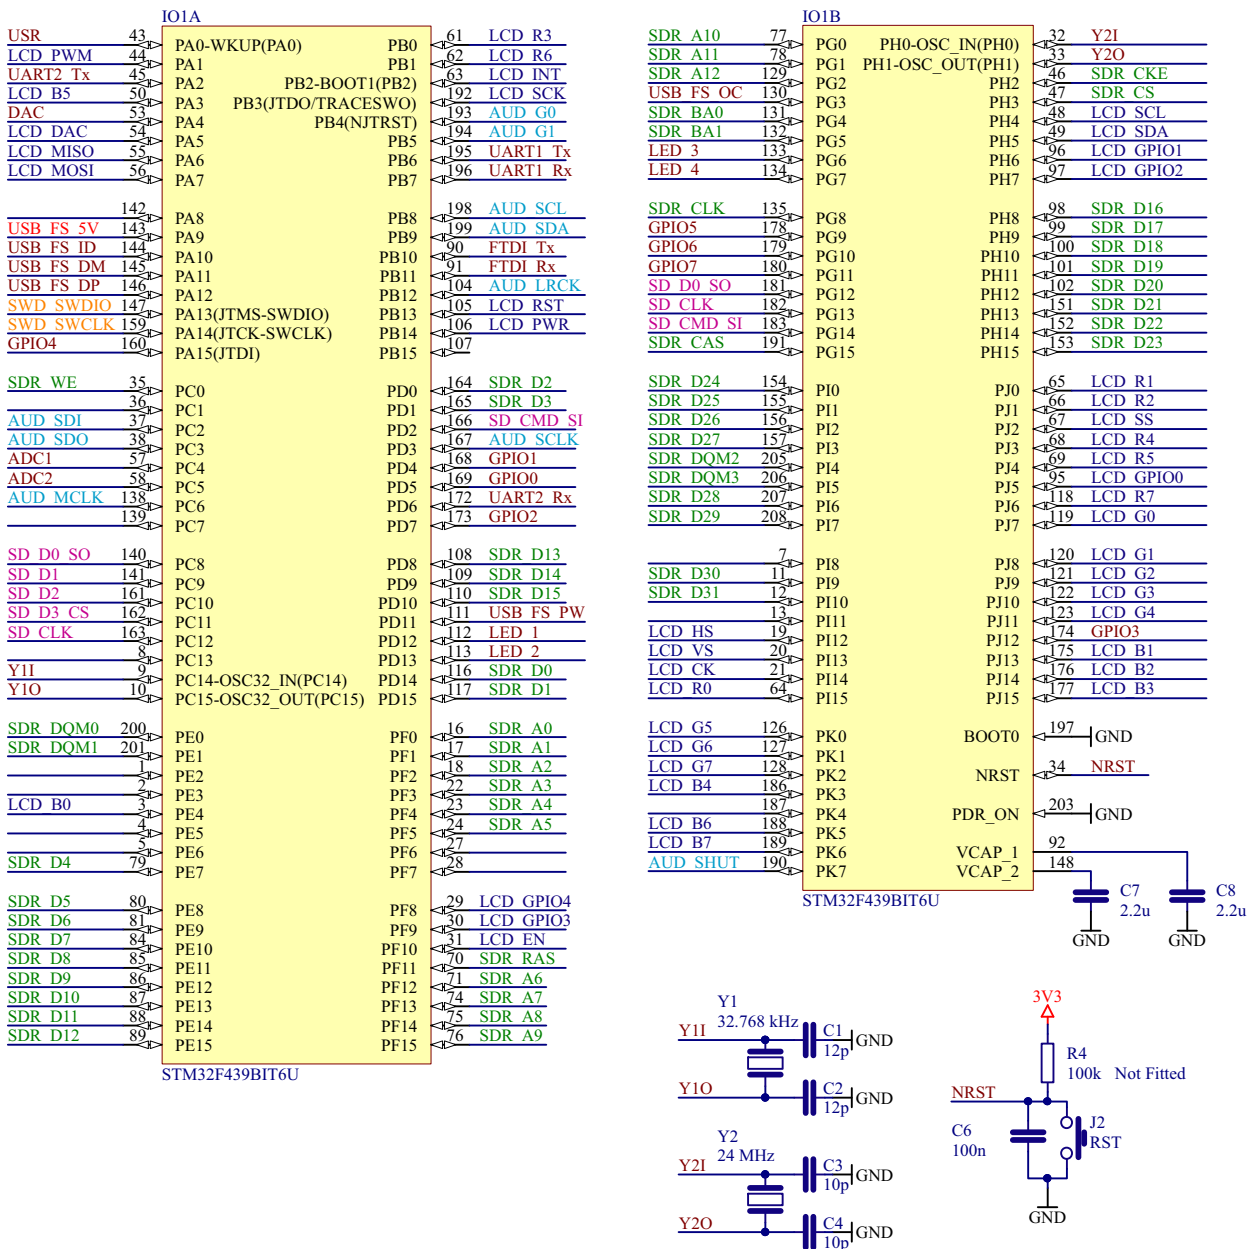 IO1A
USR 43 PA0-WKUP(PA0) PB0 61 LCD_R3
LCD_PWM 44 PA1 PB1 62 LCD_R6
UART2_Tx 45 PA2 PB2-BOOT1(PB2) 63 LCD_INT
LCD_B5 50 PA3 PB3(JTDO/TRACESWO) 192 LCD_SCK
DAC 53 PA4 PB4(NJTRST) 193 AUD_G0
LCD_DAC 54 PA5 PB5 194 AUD_G1
LCD_MISO 55 PA6 PB6 195 UART1_Tx
LCD_MOSI 56 PA7 PB7 196 UART1_Rx
142 PA8 PB8 198 AUD_SCL
USB_FS_5V 143 PA9 PB9 199 AUD_SDA
USB_FS_ID 144 PA10 PB10 90 FTDI_Tx
USB_FS_DM 145 PA11 PB11 91 FTDI_Rx
USB_FS_DP 146 PA12 PB12 104 AUD_LRCK
SWD_SWDIO 147 PA13(JTMS-SWDIO) PB13 105 LCD_RST
SWD_SWCLK 159 PA14(JTCK-SWCLK) PB14 106 LCD_PWR
GPIO4 160 PA15(JTDI) PB15 107
SDR_WE 35 PC0 PD0 164 SDR_D2
36 PC1 PD1 165 SDR_D3
AUD_SDI 37 PC2 PD2 166 SD_CMD_SI
AUD_SDO 38 PC3 PD3 167 AUD_SCLK
ADC1 57 PC4 PD4 168 GPIO1
ADC2 58 PC5 PD5 169 GPIO0
AUD_MCLK 138 PC6 PD6 172 UART2_Rx
139 PC7 PD7 173 GPIO2
SD_D0_SO 140 PC8 PD8 108 SDR_D13
SD_D1 141 PC9 PD9 109 SDR_D14
SD_D2 161 PC10 PD10 110 SDR_D15
SD_D3_CS 162 PC11 PD11 111 USB_FS_PW
SD_CLK 163 PC12 PD12 112 LED_1
8 PC13 PD13 113 LED_2
Y1I 9 PC14-OSC32_IN(PC14) PD14 116 SDR_D0
Y1O 10 PC15-OSC32_OUT(PC15) PD15 117 SDR_D1
SDR_DQM0 200 PE0 PF0 16 SDR_A0
SDR_DQM1 201 PE1 PF1 17 SDR_A1
1 PE2 PF2 18 SDR_A2
2 PE3 PF3 22 SDR_A3
LCD_B0 3 PE4 PF4 23 SDR_A4
4 PE5 PF5 24 SDR_A5
5 PE6 PF6 27
SDR_D4 79 PE7 PF7 28
SDR_D5 80 PE8 PF8 29 LCD_GPIO4
SDR_D6 81 PE9 PF9 30 LCD_GPIO3
SDR_D7 84 PE10 PF10 31 LCD_EN
SDR_D8 85 PE11 PF11 70 SDR_RAS
SDR_D9 86 PE12 PF12 71 SDR_A6
SDR_D10 87 PE13 PF13 74 SDR_A7
SDR_D11 88 PE14 PF14 75 SDR_A8
SDR_D12 89 PE15 PF15 76 SDR_A9
STM32F439BIT6U
IO1B
SDR_A10 77 PG0 PH0-OSC_IN(PH0) 32 Y2I
SDR_A11 78 PG1 PH1-OSC_OUT(PH1) 33 Y2O
SDR_A12 129 PG2 PH2 46 SDR_CKE
USB_FS_OC 130 PG3 PH3 47 SDR_CS
SDR_BA0 131 PG4 PH4 48 LCD_SCL
SDR_BA1 132 PG5 PH5 49 LCD_SDA
LED_3 133 PG6 PH6 96 LCD_GPIO1
LED_4 134 PG7 PH7 97 LCD_GPIO2
SDR_CLK 135 PG8 PH8 98 SDR_D16
GPIO5 178 PG9 PH9 99 SDR_D17
GPIO6 179 PG10 PH10 100 SDR_D18
GPIO7 180 PG11 PH11 101 SDR_D19
SD_D0_SO 181 PG12 PH12 102 SDR_D20
SD_CLK 182 PG13 PH13 151 SDR_D21
SD_CMD_SI 183 PG14 PH14 152 SDR_D22
SDR_CAS 191 PG15 PH15 153 SDR_D23
SDR_D24 154 PI0 PJ0 65 LCD_R1
SDR_D25 155 PI1 PJ1 66 LCD_R2
SDR_D26 156 PI2 PJ2 67 LCD_SS
SDR_D27 157 PI3 PJ3 68 LCD_R4
SDR_DQM2 205 PI4 PJ4 69 LCD_R5
SDR_DQM3 206 PI5 PJ5 95 LCD_GPIO0
SDR_D28 207 PI6 PJ6 118 LCD_R7
SDR_D29 208 PI7 PJ7 119 LCD_G0
7 PI8 PJ8 120 LCD_G1
SDR_D30 11 PI9 PJ9 121 LCD_G2
SDR_D31 12 PI10 PJ10 122 LCD_G3
13 PI11 PJ11 123 LCD_G4
LCD_HS 19 PI12 PJ12 174 GPIO3
LCD_VS 20 PI13 PJ13 175 LCD_B1
LCD_CK 21 PI14 PJ14 176 LCD_B2
LCD_R0 64 PI15 PJ15 177 LCD_B3
LCD_G5 126 PK0 BOOT0 197 GND
LCD_G6 127 PK1
LCD_G7 128 PK2 NRST 34 NRST
LCD_B4 186 PK3
187 PK4 PDR_ON 203 GND
LCD_B6 188 PK5
LCD_B7 189 PK6 VCAP_1 92
AUD_SHUT 190 PK7 VCAP_2 148
STM32F439BIT6U
C7 2.2u GND
C8 2.2u GND
Y1
32.768 kHz
Y1I C1 12p GND
Y1O C2 12p GND
Y2
24 MHz
Y2I C3 10p GND
Y2O C4 10p GND
3V3
R4
100k Not Fitted
NRST
C6
100n
J2
RST
GND